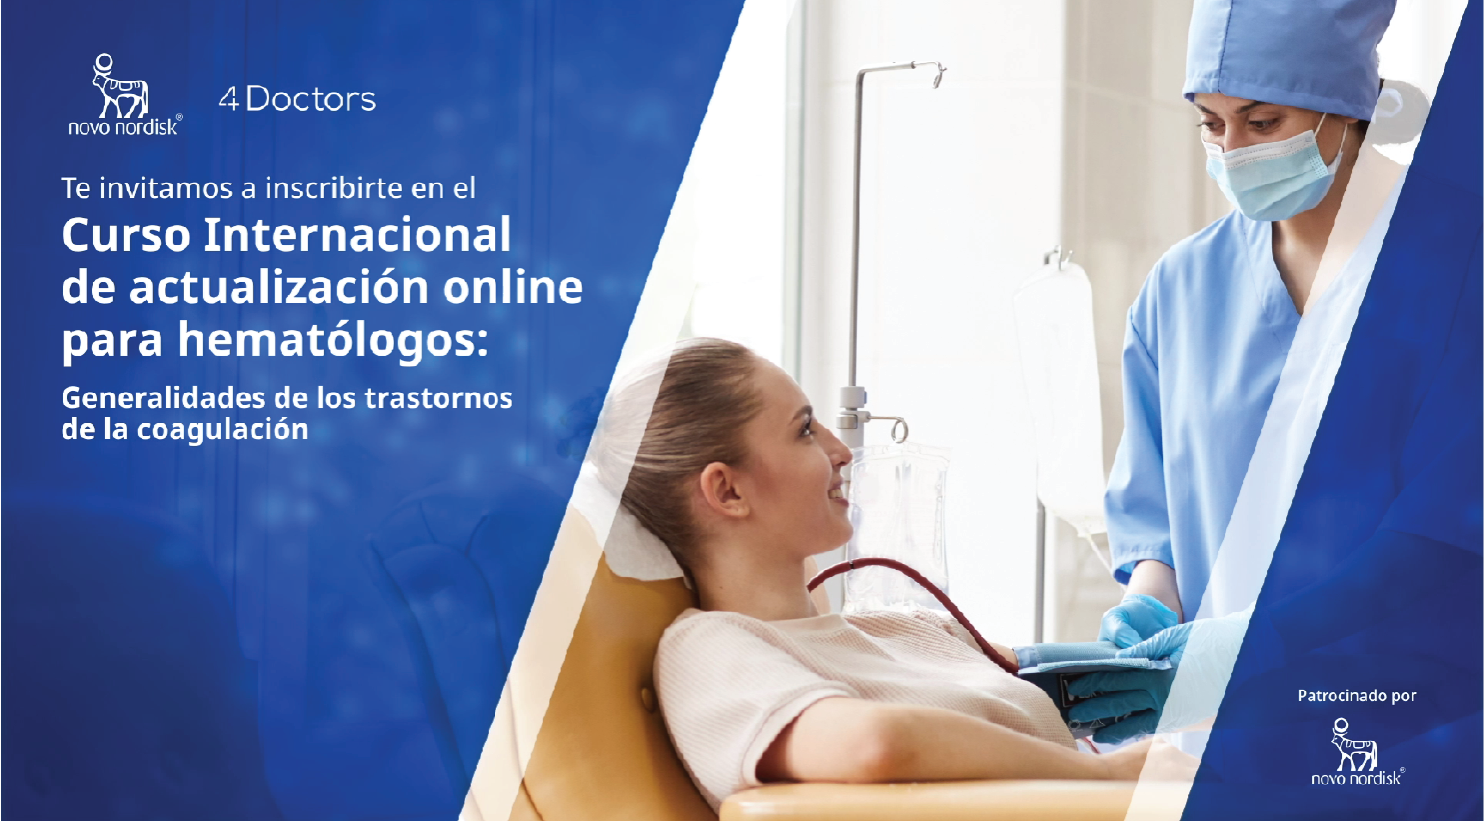 novo nordisk®
4Doctors
Te invitamos a inscribirte en el
Curso Internacional
de actualización online
para hematólogos:
Generalidades de los trastornos
de la coagulación
Patrocinado por
novo nordisk®